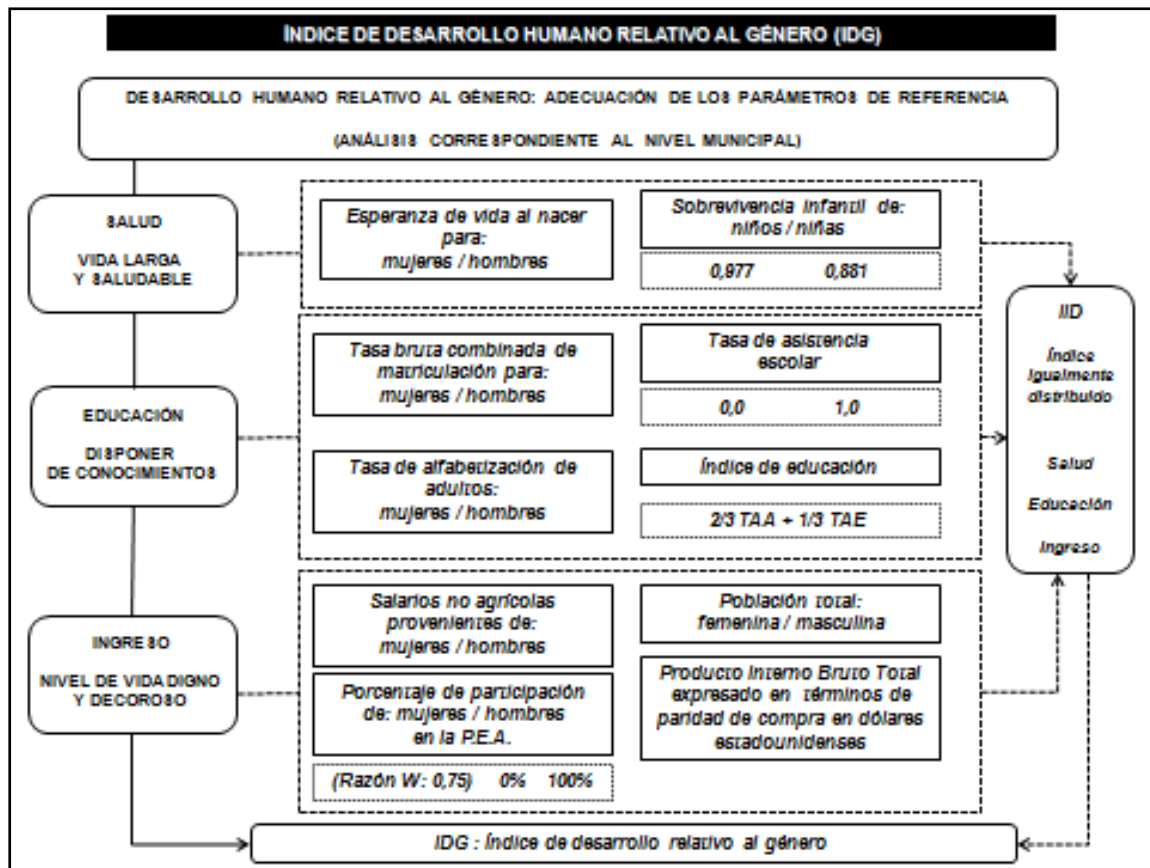 ÍNDICE DE DESARROLLO HUMANO RELATIVO AL GÉNERO (IDG)
DESARROLLO HUMANO RELATIVO AL GÉNERO: ADECUACIÓN DE LOS PARÁMETROS DE REFERENCIA
(ANÁLISIS CORRESPONDIENTE AL NIVEL MUNICIPAL)
SALUD
VIDA LARGA
Y SALUDABLE
Esperanza de vida al nacer
para:
mujeres / hombres
Sobrevivencia infantil de:
niños / niñas
0,977 0,881
EDUCACIÓN
DISPONER
DE CONOCIMIENTOS
Tasa bruta combinada de
matriculación para:
mujeres / hombres
Tasa de asistencia
escolar
0,0 1,0
Tasa de alfabetización de
adultos:
mujeres / hombres
Índice de educación
2/3 TAA + 1/3 TAE
INGRESO
NIVEL DE VIDA DIGNO
Y DECOROSO
Salarios no agrícolas
provenientes de:
mujeres / hombres
Población total:
femenina / masculina
Porcentaje de participación
de: mujeres / hombres
en la P.E.A.
Producto Interno Bruto Total
expresado en términos de
paridad de compra en dólares
estadounidenses
(Razón W: 0,75) 0% 100%
IID
Índice
igualmente
distribuido
Salud
Educación
Ingreso
IDG : Índice de desarrollo relativo al género